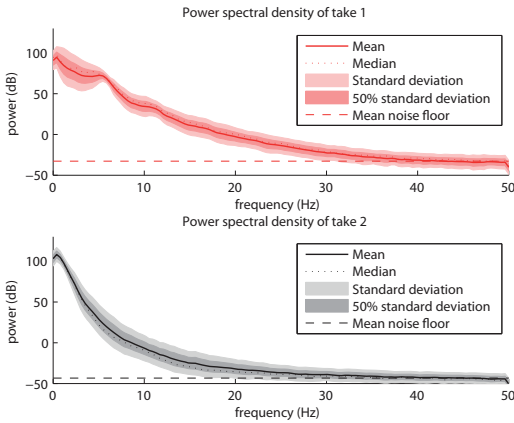 Power spectral density of take 1
100
50
0
−50
power (dB)
Mean
Median
Standard deviation
50% standard deviation
Mean noise floor
0 10 20 30 40 50
frequency (Hz)
Power spectral density of take 2
100
50
0
−50
power (dB)
Mean
Median
Standard deviation
50% standard deviation
Mean noise floor
0 10 20 30 40 50
frequency (Hz)